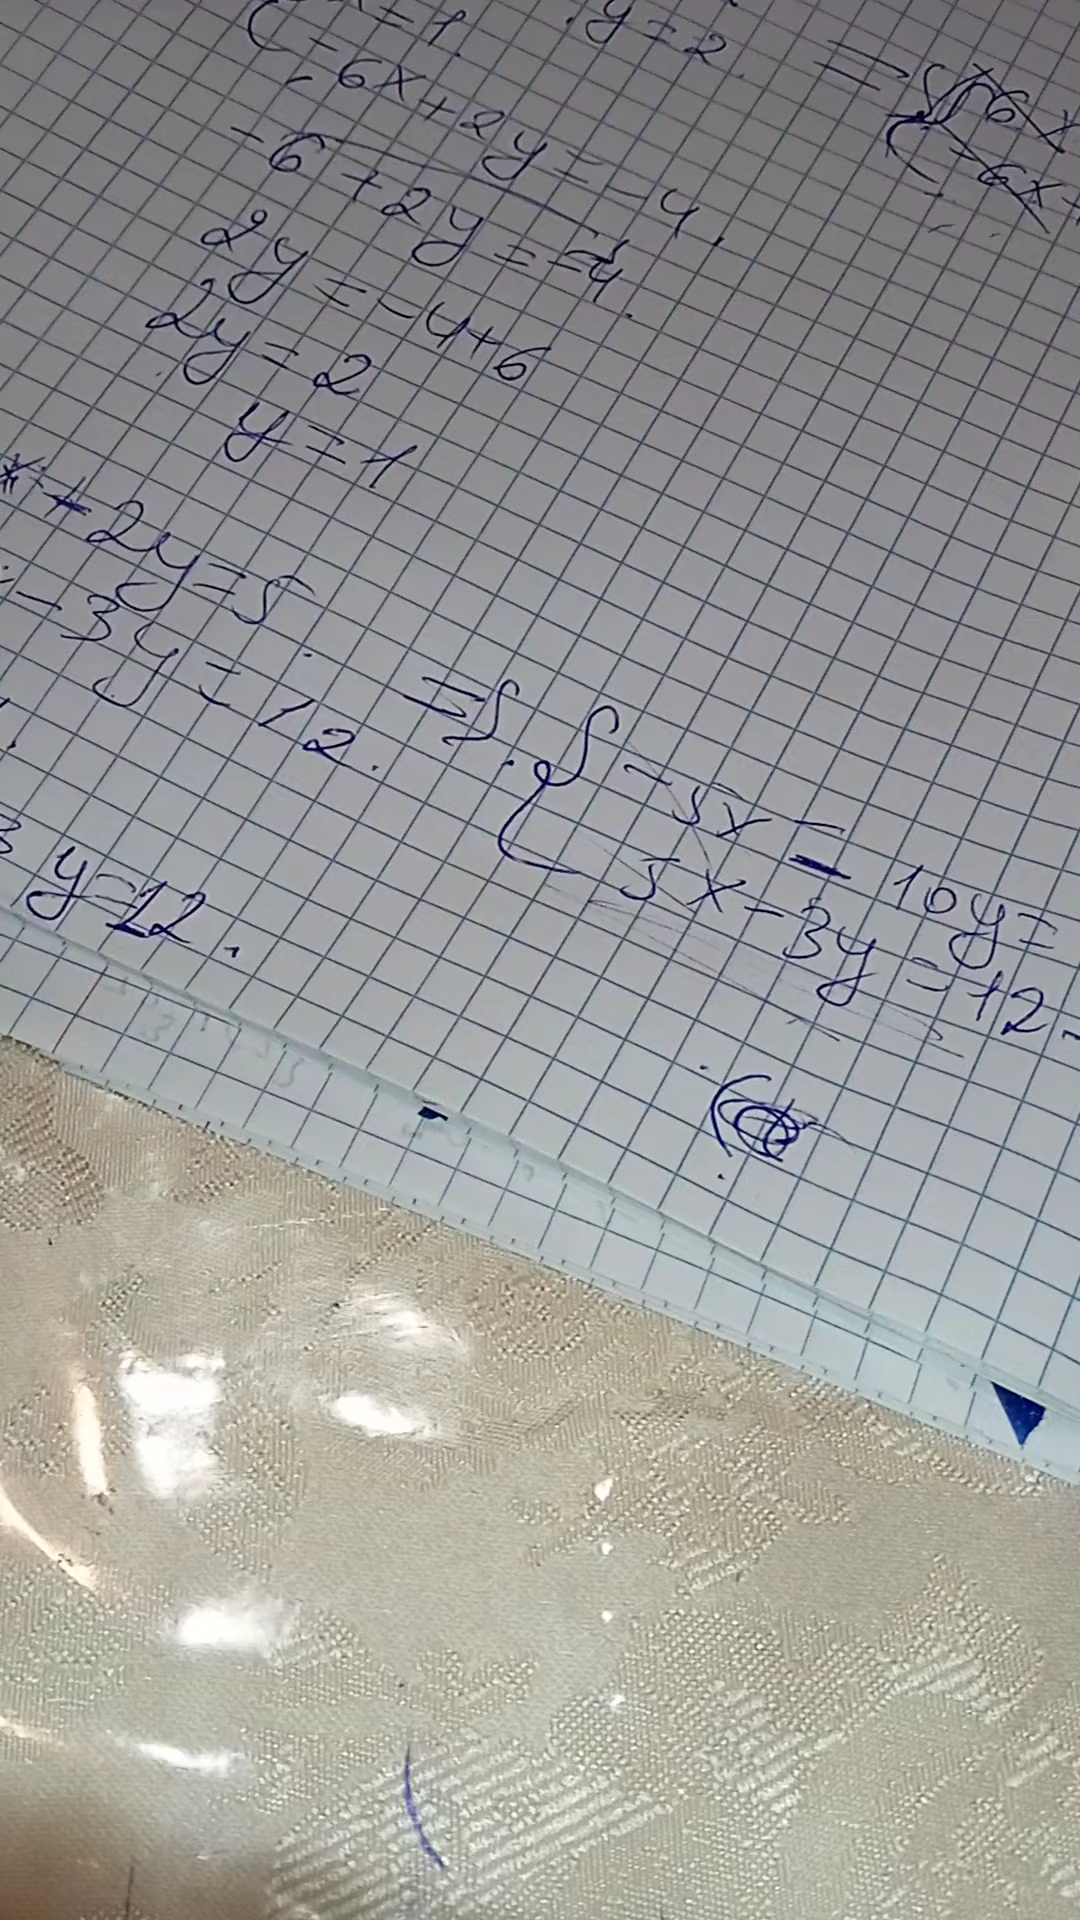 x = 1.
y = 2.
- 6x + 2y = - 4.
- 6 + 2y = - 4.
2y = - 4 + 6
2y = 2
y = 1
+ 2y = 5
- 3y = 12.
y = 12.
=> { - 5x - 10y =
5x - 3y = 12